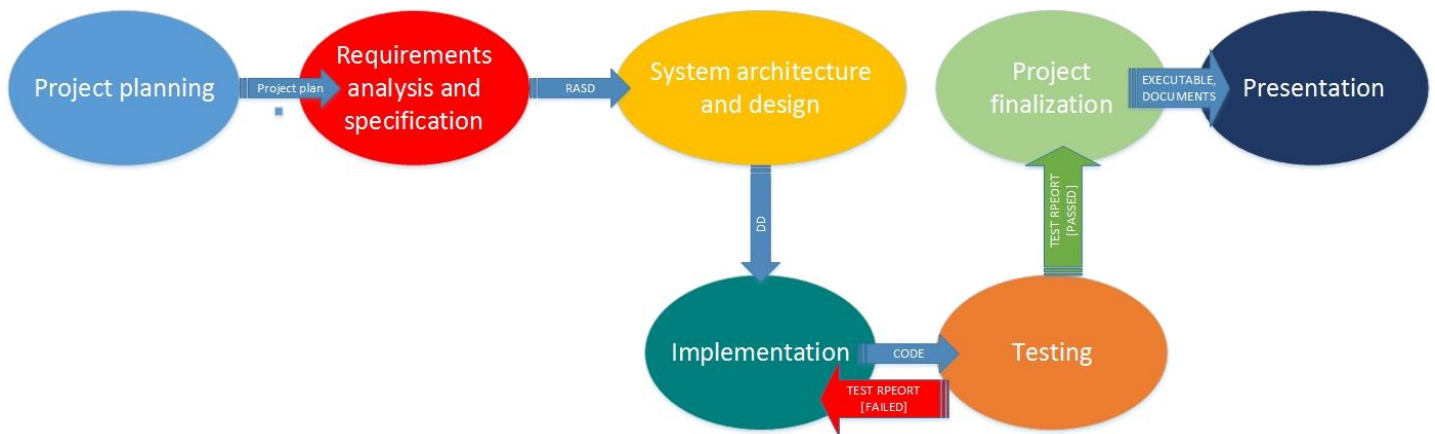 Project planning
Project plan
Requirements
analysis and
specification
RASD
System architecture
and design
DD
Implementation
CODE
TEST RPEORT
[FAILED]
Testing
TEST RPEORT
[PASSED]
Project
finalization
EXECUTABLE,
DOCUMENTS
Presentation